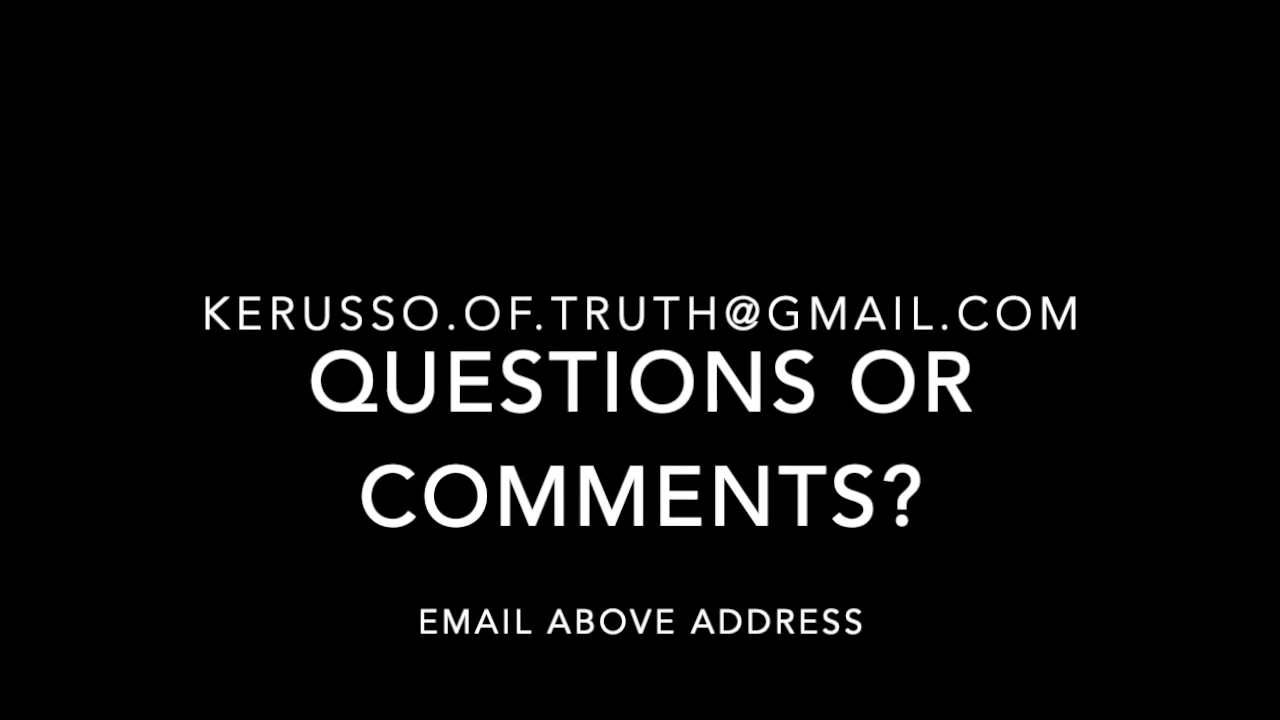 KERUSSO.OF.TRUTH@GMAIL.COM
QUESTIONS OR
COMMENTS?
EMAIL ABOVE ADDRESS